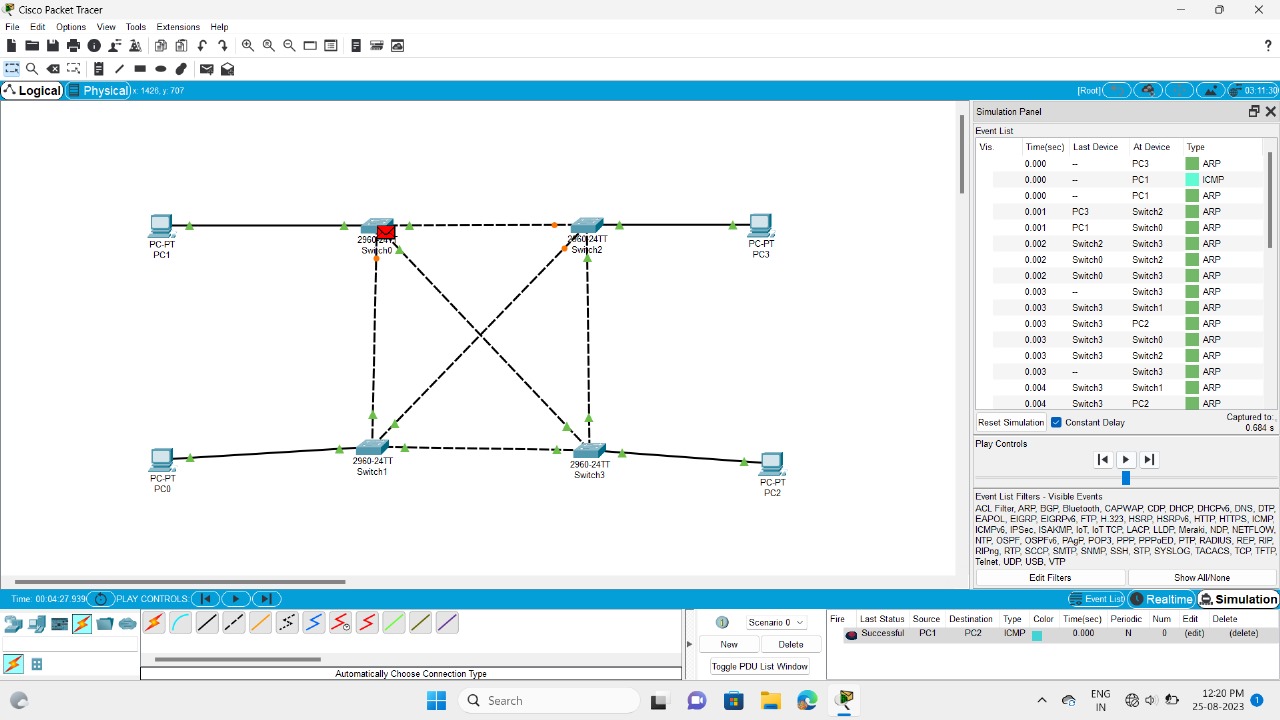 Cisco Packet Tracer
File Edit Options View Tools Extensions Help
Logical Physical x: 1426, y: 707 [Root] 03:11:30
Simulation Panel
Event List
Vis. Time(sec) Last Device At Device Type
0.000 -- PC3 ARP
0.000 -- PC1 ICMP
0.000 -- PC1 ARP
0.001 PC3 Switch2 ARP
0.001 PC1 Switch0 ARP
0.002 Switch2 Switch3 ARP
0.002 Switch0 Switch2 ARP
0.002 Switch0 Switch3 ARP
0.003 -- Switch3 ARP
0.003 Switch3 Switch1 ARP
0.003 Switch3 PC2 ARP
0.003 Switch3 Switch0 ARP
0.003 Switch3 Switch2 ARP
0.003 -- Switch3 ARP
0.004 Switch3 Switch1 ARP
0.004 Switch3 PC2 ARP
Reset Simulation Constant Delay Captured to:
0.684 s
Play Controls
Event List Filters - Visible Events
ACL Filter, ARP, BGP, Bluetooth, CAPWAP, CDP, DHCP, DHCPv6, DNS, DTP,
EAPOL, EIGRP, EIGRPv6, FTP, H.323, HSRP, HSRPv6, HTTP, HTTPS, ICMP,
ICMPv6, IPSec, ISAKMP, IoT, IoT TCP, LACP, LLDP, Meraki, NDP, NETFLOW,
NTP, OSPF, OSPFv6, PAgP, POP3, PPP, PPPoED, PTP, RADIUS, REP, RIP,
RIPng, RTP, SCCP, SMTP, SNMP, SSH, STP, SYSLOG, TACACS, TCP, TFTP,
Telnet, UDP, USB, VTP
Edit Filters Show All/None
PC-PT
PC1
2960-24TT
Switch0
2960-24TT
Switch2
PC-PT
PC3
PC-PT
PC0
2960-24TT
Switch1
2960-24TT
Switch3
PC-PT
PC2
Time: 00:04:27.939 PLAY CONTROLS: Event List Realtime Simulation
Scenario 0
New Delete
Toggle PDU List Window
Fire Last Status Source Destination Type Color Time(sec) Periodic Num Edit Delete
Successful PC1 PC2 ICMP 0.000 N 0 (edit) (delete)
Automatically Choose Connection Type
Search
ENG
IN
12:20 PM
25-08-2023
1